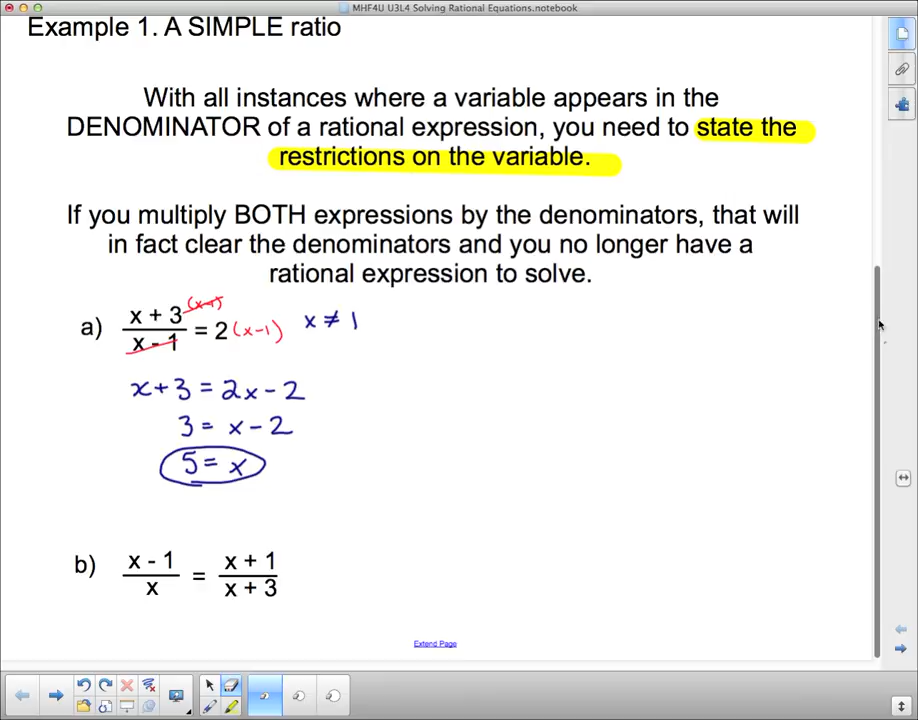 MHF4U U3L4 Solving Rational Equations.notebook
Example 1. A SIMPLE ratio
With all instances where a variable appears in the
DENOMINATOR of a rational expression, you need to state the
restrictions on the variable.
If you multiply BOTH expressions by the denominators, that will
in fact clear the denominators and you no longer have a
rational expression to solve.
a) (x + 3)/(x - 1) (x-1) = 2 (x-1) x ≠ 1
x+3 = 2x-2
3 = x-2
5 = x
b) (x - 1)/x = (x + 1)/(x + 3)
Extend Page